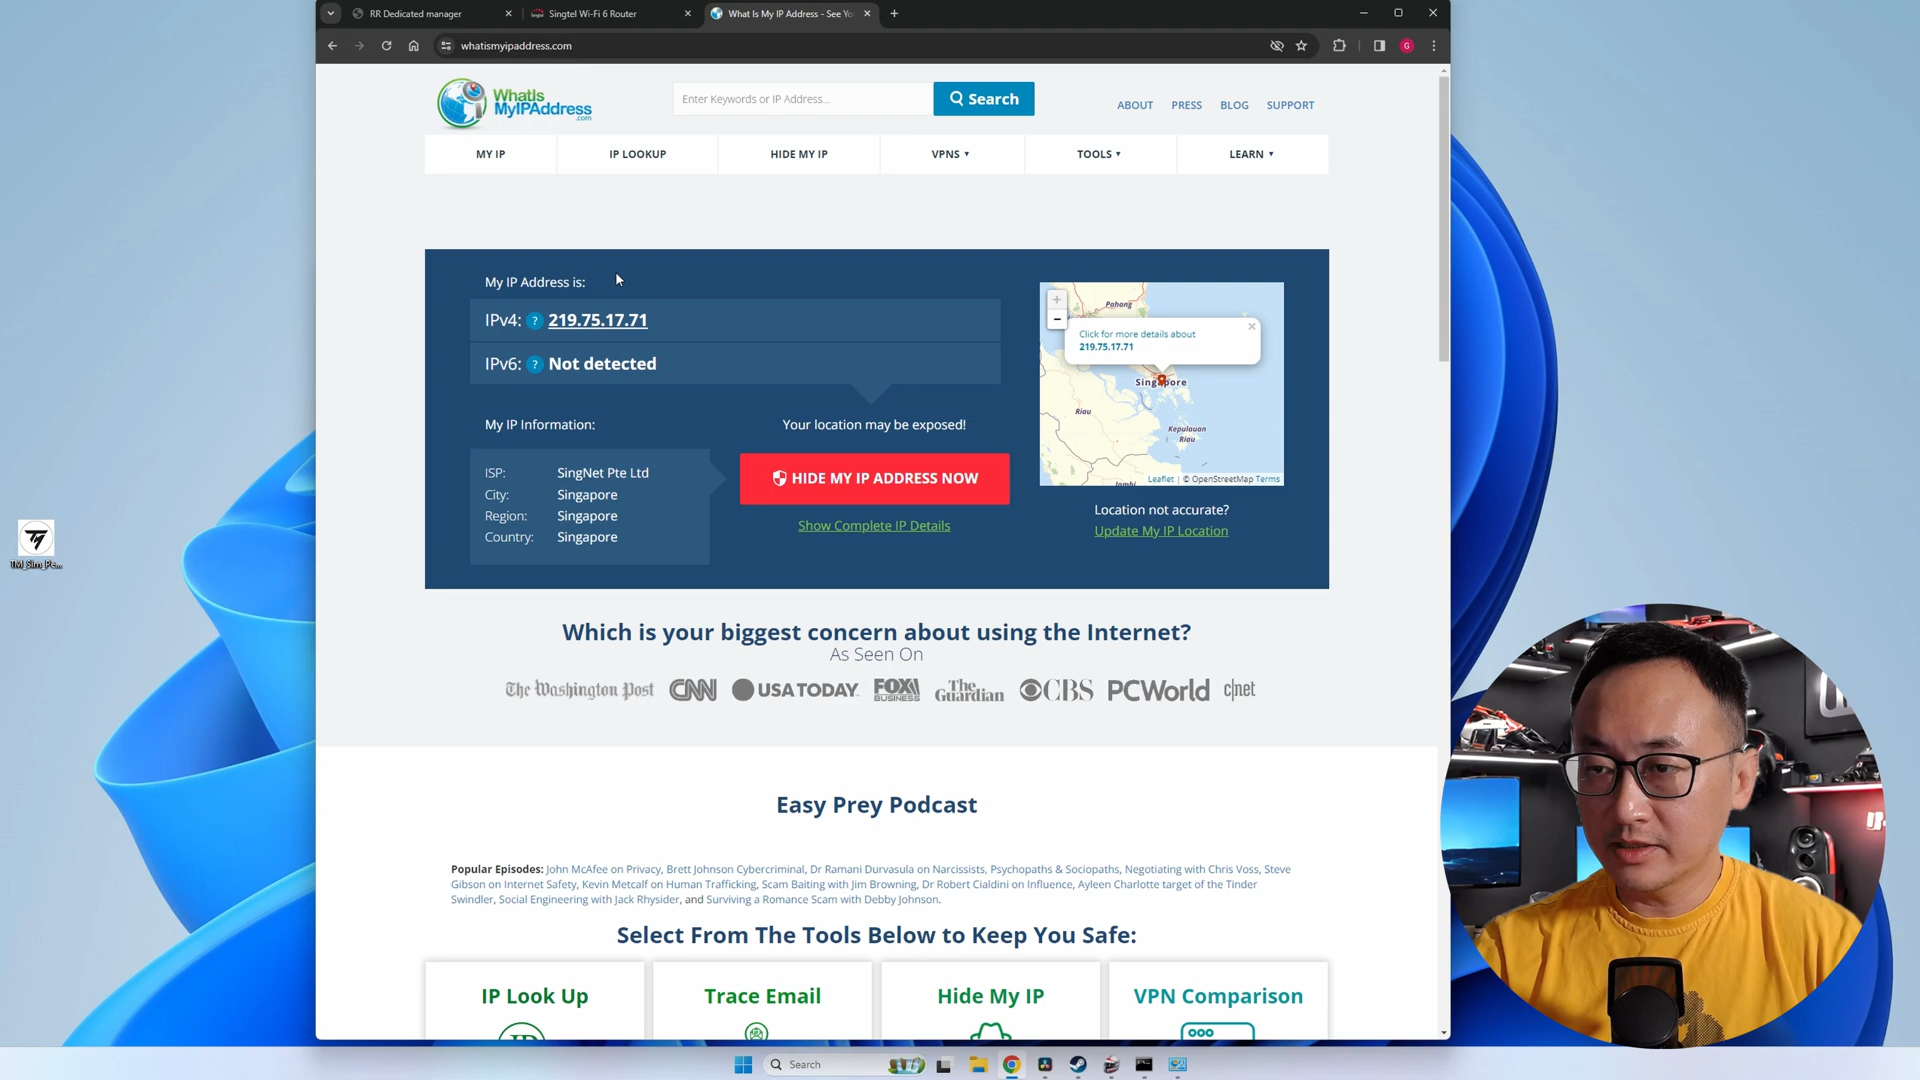 RR Dedicated manager
Singtel Wi-Fi 6 Router
What Is My IP Address - See Yo
whatismyipaddress.com
G
WhatIs
MyIPAddress
.com
Enter Keywords or IP Address...
Search
ABOUT
PRESS
BLOG
SUPPORT
MY IP
IP LOOKUP
HIDE MY IP
VPNS
TOOLS
LEARN
My IP Address is:
IPv4: ? 219.75.17.71
IPv6: ? Not detected
My IP Information:
ISP: SingNet Pte Ltd
City: Singapore
Region: Singapore
Country: Singapore
Your location may be exposed!
HIDE MY IP ADDRESS NOW
Show Complete IP Details
+
-
Pahang
Click for more details about
219.75.17.71
Singapore
Riau
Kepulauan
Riau
Jambi
Leaflet | © OpenStreetMap Terms
Location not accurate?
Update My IP Location
Which is your biggest concern about using the Internet?
As Seen On
The Washington Post
CNN
USA TODAY
FOX
BUSINESS
The
Guardian
CBS
PCWorld
c|net
Easy Prey Podcast
Popular Episodes: John McAfee on Privacy, Brett Johnson Cybercriminal, Dr Ramani Durvasula on Narcissists, Psychopaths & Sociopaths, Negotiating with Chris Voss, Steve
Gibson on Internet Safety, Kevin Metcalf on Human Trafficking, Scam Baiting with Jim Browning, Dr Robert Cialdini on Influence, Ayleen Charlotte target of the Tinder
Swindler, Social Engineering with Jack Rhysider, and Surviving a Romance Scam with Debby Johnson.
Select From The Tools Below to Keep You Safe:
IP Look Up
Trace Email
Hide My IP
VPN Comparison
TM_Sim_Pe...
Search